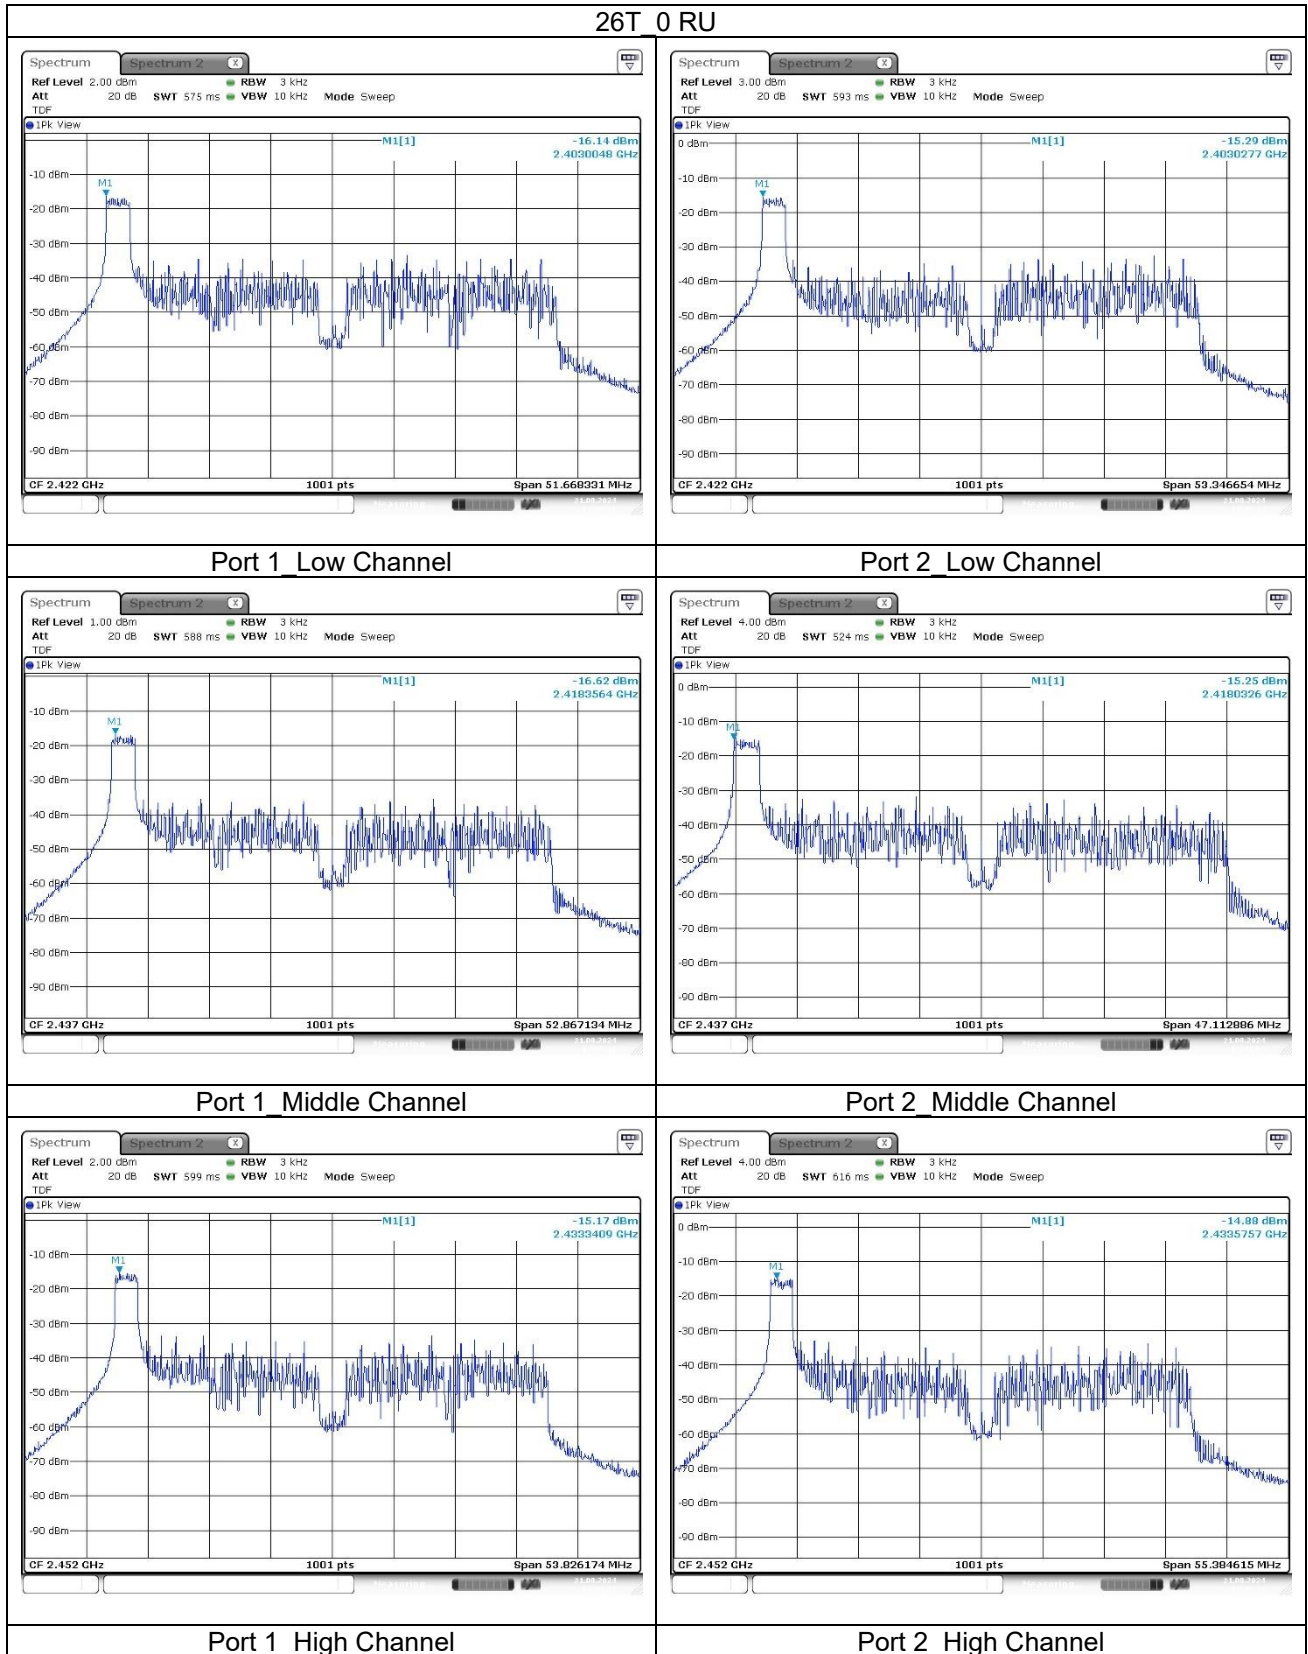 26T_0 RU
Spectrum Spectrum 2 X
Ref Level 2.00 dBm RBW 3 kHz
Att 20 dB SWT 575 ms VBW 10 kHz Mode Sweep
TDF
1Pk View
M1[1] -16.14 dBm
2.4030048 GHz
M1
-10 dBm
-20 dBm
-30 dBm
-40 dBm
-50 dBm
-60 dBm
-70 dBm
-80 dBm
-90 dBm
CF 2.422 GHz 1001 pts Span 51.668331 MHz
Port 1_Low Channel
Spectrum Spectrum 2 X
Ref Level 3.00 dBm RBW 3 kHz
Att 20 dB SWT 593 ms VBW 10 kHz Mode Sweep
TDF
1Pk View
0 dBm M1[1] -15.29 dBm
2.4030277 GHz
M1
-10 dBm
-20 dBm
-30 dBm
-40 dBm
-50 dBm
-60 dBm
-70 dBm
-80 dBm
-90 dBm
CF 2.422 GHz 1001 pts Span 53.346654 MHz
21.08.2024
Port 2_Low Channel
Spectrum Spectrum 2 X
Ref Level 1.00 dBm RBW 3 kHz
Att 20 dB SWT 588 ms VBW 10 kHz Mode Sweep
TDF
1Pk View
M1[1] -16.62 dBm
2.4183564 GHz
M1
-10 dBm
-20 dBm
-30 dBm
-40 dBm
-50 dBm
-60 dBm
-70 dBm
-80 dBm
-90 dBm
CF 2.437 GHz 1001 pts Span 52.867134 MHz
Port 1_Middle Channel
Spectrum Spectrum 2 X
Ref Level 4.00 dBm RBW 3 kHz
Att 20 dB SWT 524 ms VBW 10 kHz Mode Sweep
TDF
1Pk View
0 dBm M1[1] -15.25 dBm
2.4180326 GHz
M1
-10 dBm
-20 dBm
-30 dBm
-40 dBm
-50 dBm
-60 dBm
-70 dBm
-80 dBm
-90 dBm
CF 2.437 GHz 1001 pts Span 47.112886 MHz
Port 2_Middle Channel
Spectrum Spectrum 2 X
Ref Level 2.00 dBm RBW 3 kHz
Att 20 dB SWT 599 ms VBW 10 kHz Mode Sweep
TDF
1Pk View
M1[1] -15.17 dBm
2.4333409 GHz
M1
-10 dBm
-20 dBm
-30 dBm
-40 dBm
-50 dBm
-60 dBm
-70 dBm
-80 dBm
-90 dBm
CF 2.452 GHz 1001 pts Span 53.826174 MHz
Port 1_High Channel
Spectrum Spectrum 2 X
Ref Level 4.00 dBm RBW 3 kHz
Att 20 dB SWT 616 ms VBW 10 kHz Mode Sweep
TDF
1Pk View
0 dBm M1[1] -14.88 dBm
2.4335757 GHz
M1
-10 dBm
-20 dBm
-30 dBm
-40 dBm
-50 dBm
-60 dBm
-70 dBm
-80 dBm
-90 dBm
CF 2.452 GHz 1001 pts Span 55.384615 MHz
Port 2_High Channel